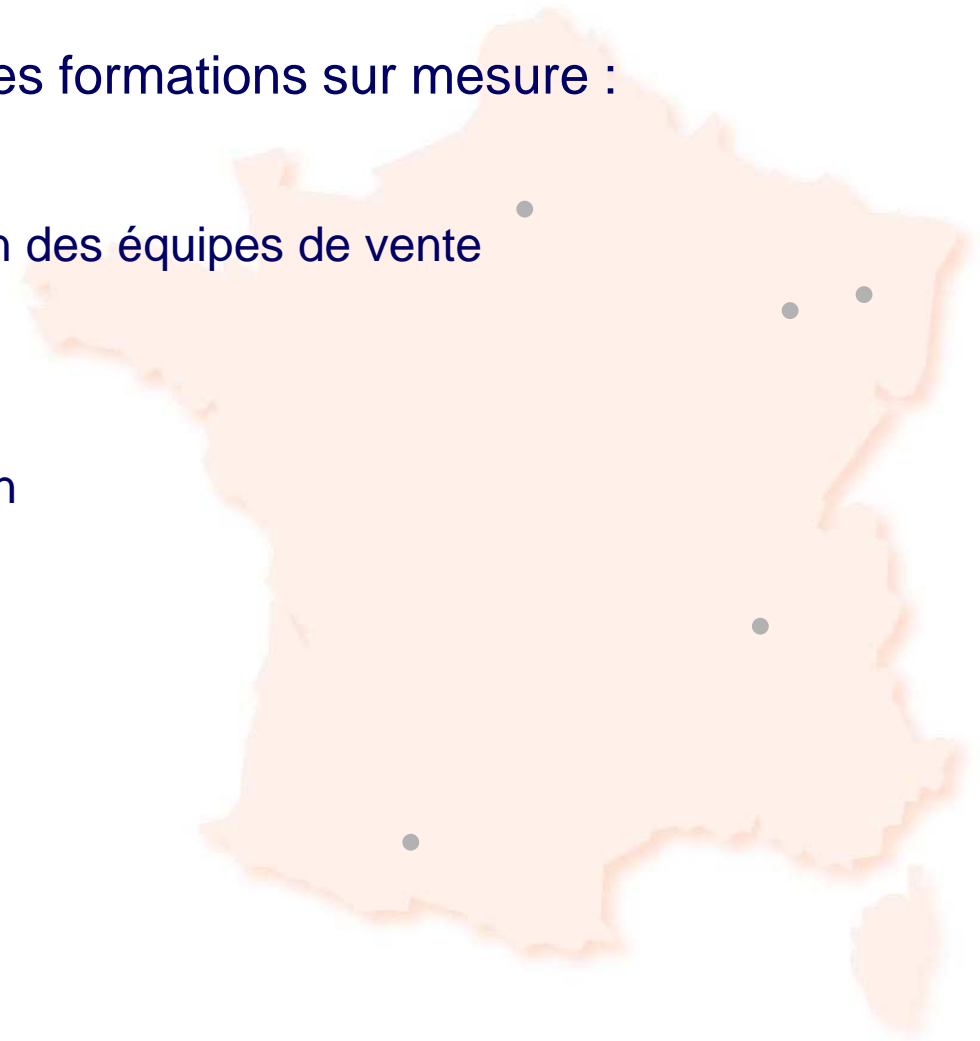 es formations sur mesure :
n des équipes de vente
n